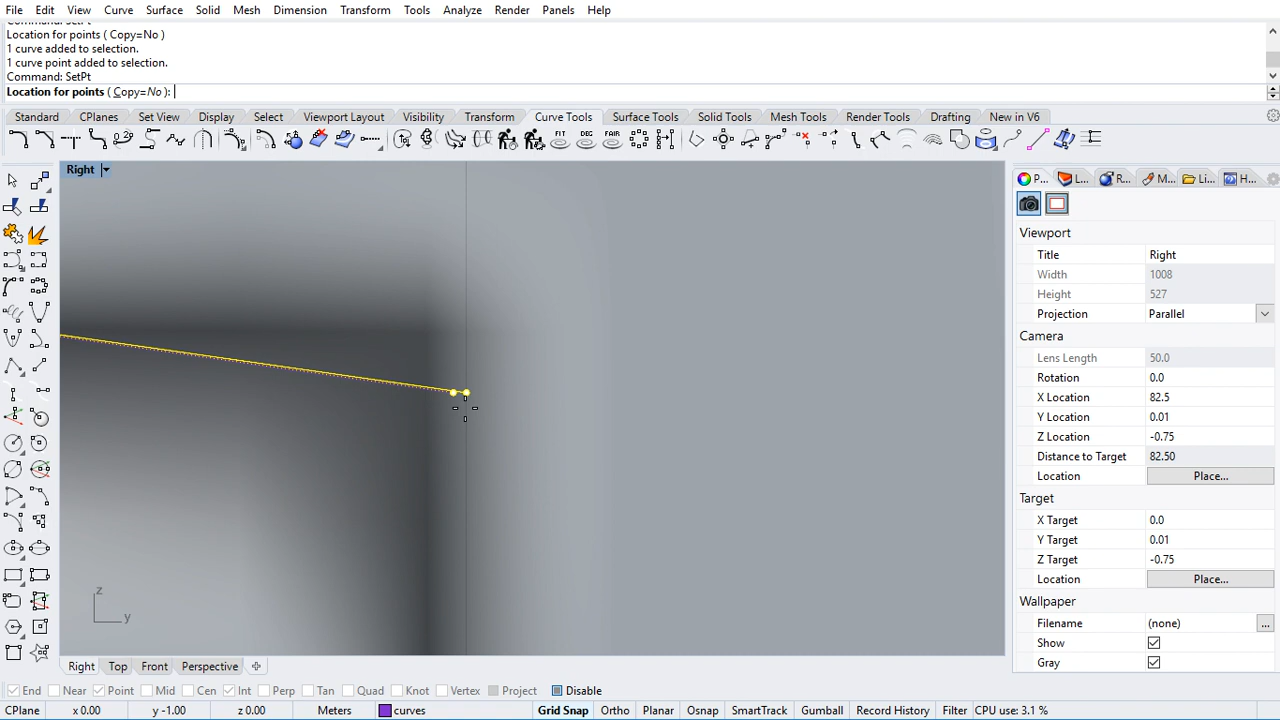 File Edit View Curve Surface Solid Mesh Dimension Transform Tools Analyze Render Panels Help
Location for points ( Copy=No )
1 curve added to selection.
1 curve point added to selection.
Command: SetPt
Location for points ( Copy=No ):
Standard CPlanes Set View Display Select Viewport Layout Visibility Transform Curve Tools Surface Tools Solid Tools Mesh Tools Render Tools Drafting New in V6
FIT DEL FAIR
Right
P... L... R... M... Li... H...
Viewport
Title Right
Width 1008
Height 527
Projection Parallel
Camera
Lens Length 50.0
Rotation 0.0
X Location 82.5
Y Location 0.01
Z Location -0.75
Distance to Target 82.50
Location Place...
Target
X Target 0.0
Y Target 0.01
Z Target -0.75
Location Place...
Wallpaper
Filename (none) ...
Show
Gray
z
y
Right Top Front Perspective
End Near Point Mid Cen Int Perp Tan Quad Knot Vertex Project Disable
CPlane x 0.00 y -1.00 z 0.00 Meters curves Grid Snap Ortho Planar Osnap SmartTrack Gumball Record History Filter CPU use: 3.1 %